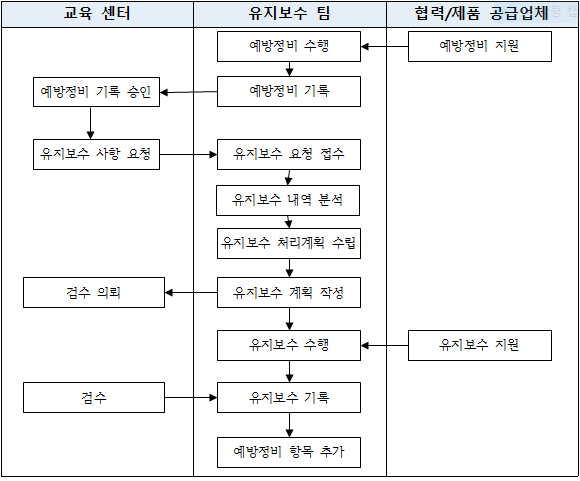 교육 센터
유지보수 팀
협력/제품 공급업체
예방정비 수행
예방정비 지원
예방정비 기록 승인
예방정비 기록
유지보수 사항 요청
유지보수 요청 접수
유지보수 내역 분석
유지보수 처리계획 수립
검수 의뢰
유지보수 계획 작성
유지보수 수행
유지보수 지원
검수
유지보수 기록
예방정비 항목 추가